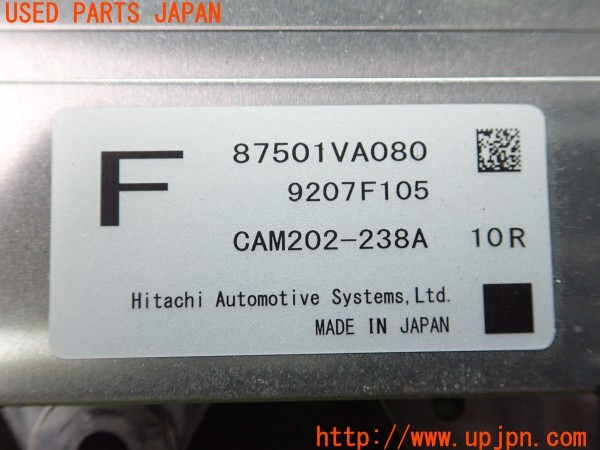 USED PARTS JAPAN
F
87501VA080
9207F105
CAM202-238A 10R
Hitachi Automotive Systems,Ltd.
MADE IN JAPAN
http://www.upjpn.com/